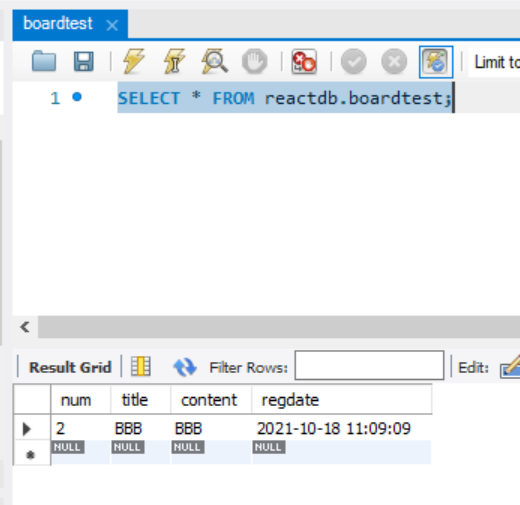 boardtest ×
Limit to
1 SELECT * FROM reactdb.boardtest;
Result Grid Filter Rows: Edit:
num title content regdate
2 BBB BBB 2021-10-18 11:09:09
NULL NULL NULL NULL